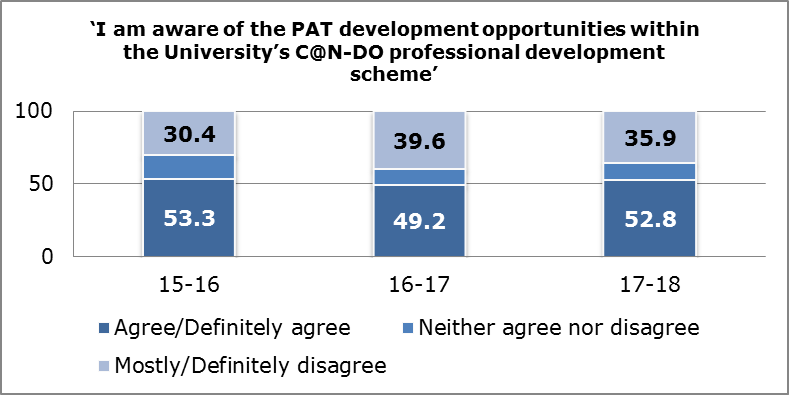 ‘I am aware of the PAT development opportunities within
the University’s C@N-DO professional development
scheme’
100
50
0
30.4
39.6
35.9
53.3
49.2
52.8
15-16
16-17
17-18
Agree/Definitely agree
Neither agree nor disagree
Mostly/Definitely disagree